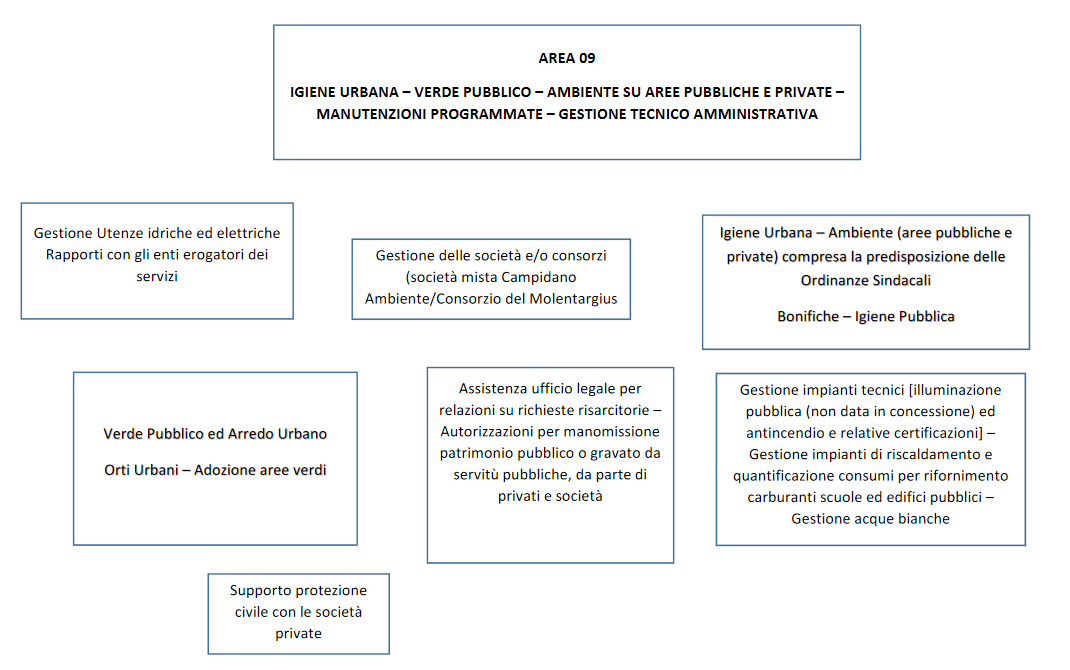 AREA 09
IGIENE URBANA – VERDE PUBBLICO – AMBIENTE SU AREE PUBBLICHE E PRIVATE –
MANUTENZIONI PROGRAMMATE – GESTIONE TECNICO AMMINISTRATIVA
Gestione Utenze idriche ed elettriche
Rapporti con gli enti erogatori dei
servizi
Gestione delle società e/o consorzi
(società mista Campidano
Ambiente/Consorzio del Molentargius
Igiene Urbana – Ambiente (aree pubbliche e
private) compresa la predisposizione delle
Ordinanze Sindacali
Bonifiche – Igiene Pubblica
Verde Pubblico ed Arredo Urbano
Orti Urbani – Adozione aree verdi
Assistenza ufficio legale per
relazioni su richieste risarcitorie –
Autorizzazioni per manomissione
patrimonio pubblico o gravato da
servitù pubbliche, da parte di
privati e società
Gestione impianti tecnici [illuminazione
pubblica (non data in concessione) ed
antincendio e relative certificazioni] –
Gestione impianti di riscaldamento e
quantificazione consumi per rifornimento
carburanti scuole ed edifici pubblici –
Gestione acque bianche
Supporto protezione
civile con le società
private